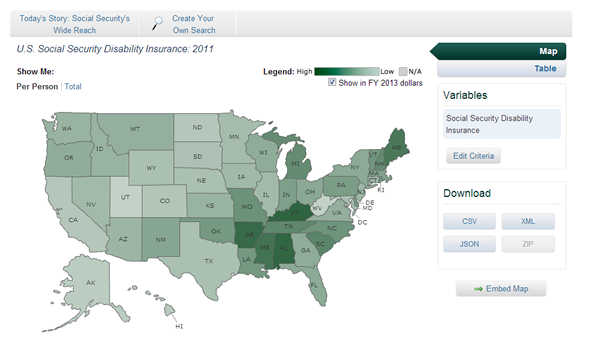 Today's Story: Social Security's
Wide Reach
Create Your
Own Search
U.S. Social Security Disability Insurance: 2011
Show Me:
Per Person | Total
Legend: High Low N/A
Show in FY 2013 dollars
Map
Table
Variables
Social Security Disability
Insurance
Edit Criteria
Download
CSV XML
JSON ZIP
Embed Map
WA MT ND MN ME
OR ID SD WI MI VT NH
WY NY MA
CT RI
NE IA PA NJ
NV UT CO IL IN OH DE
MD
CA KS MO KY WV VA DC
AZ NM OK AR TN NC
SC
TX LA MS AL GA
FL
AK
HI